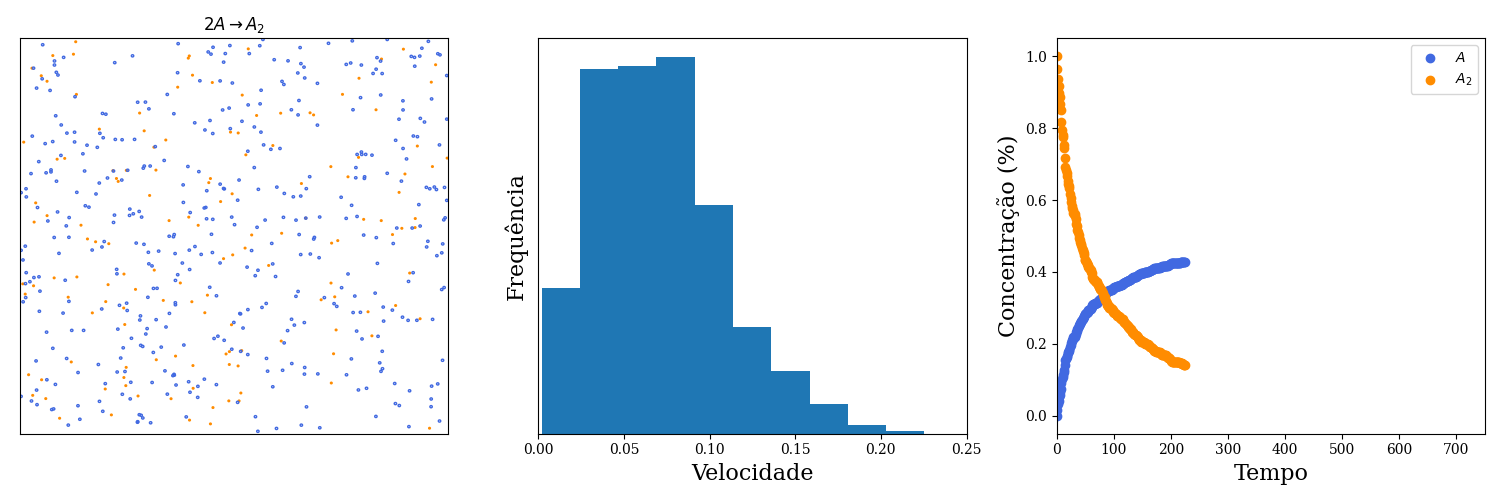 2A → A₂
Frequência
0.00 0.05 0.10 0.15 0.20 0.25
Velocidade
Concentração (%)
1.0
0.8
0.6
0.4
0.2
0.0
0 100 200 300 400 500 600 700
Tempo
A
A₂